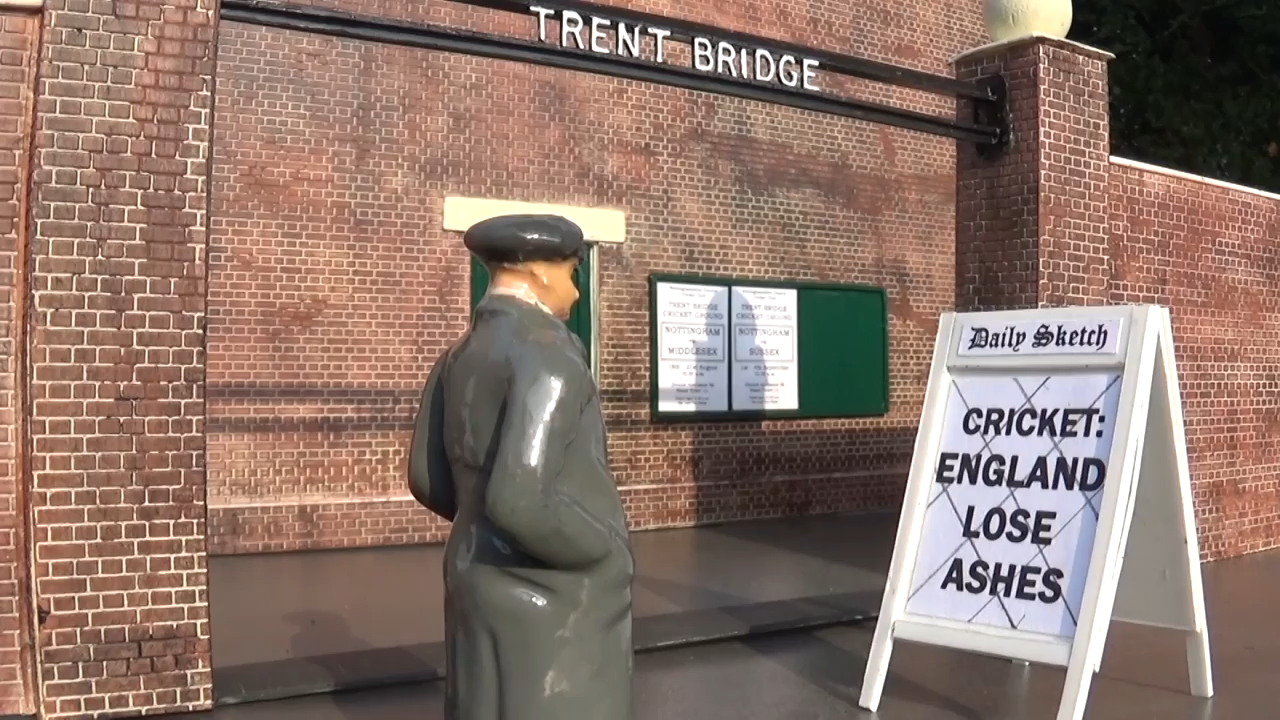 TRENT BRIDGE
TRENT BRIDGE
CRICKET GROUND
NOTTINGHAM
MIDDLESEX
TRENT BRIDGE
CRICKET GROUND
NOTTINGHAM
SUSSEX
Daily Sketch
CRICKET:
ENGLAND
LOSE
ASHES